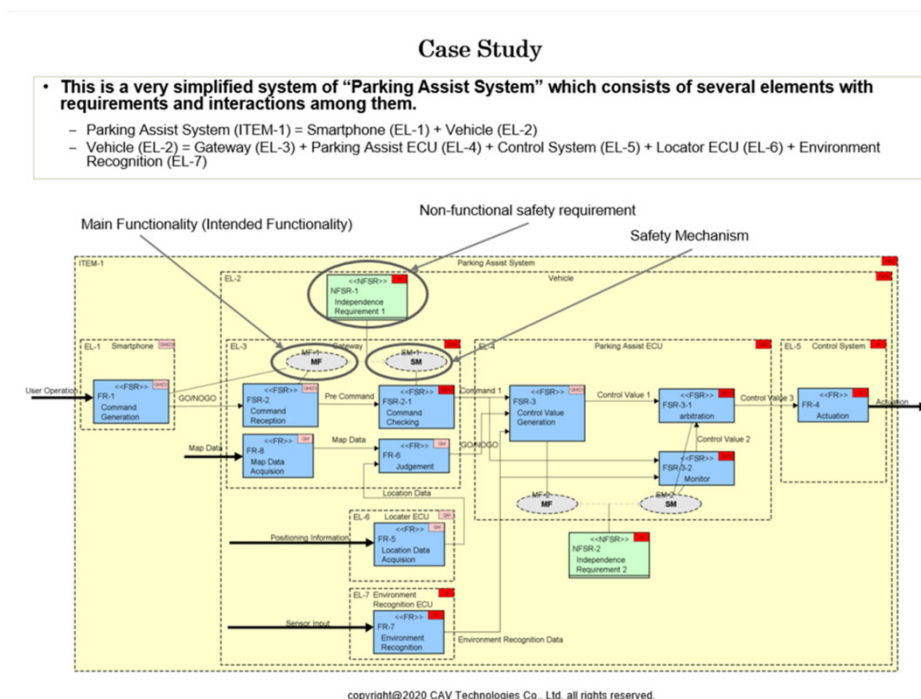 Case Study
• This is a very simplified system of “Parking Assist System” which consists of several elements with
requirements and interactions among them.
– Parking Assist System (ITEM-1) = Smartphone (EL-1) + Vehicle (EL-2)
– Vehicle (EL-2) = Gateway (EL-3) + Parking Assist ECU (EL-4) + Control System (EL-5) + Locator ECU (EL-6) + Environment
Recognition (EL-7)
Non-functional safety requirement
Main Functionality (Intended Functionality)
Safety Mechanism
ITEM-1
Parking Assist System
EL-2
Vehicle
<<NFSR>>
NFSR-1
Independence
Requirement 1
EL-1 Smartphone
EL-3
Gateway
MF-1
MF
SM-1
SM
EL-4
Parking Assist ECU
EL-5 Control System
User Operation
<<FSR>>
FR-1
Command
Generation
GO/NOGO
<<FSR>>
FSR-2
Command
Reception
Pre Command
<<FSR>>
FSR-2-1
Command
Checking
Command 1
<<FSR>>
FSR-3
Control Value
Generation
Control Value 1
<<FSR>>
FSR-3-1
arbitration
Control Value 3
<<FR>>
FR-4
Actuation
Actuation
Map Data
<<FR>>
FR-8
Map Data
Acquision
Map Data
<<FR>>
FR-6
Judgement
GO/NOGO
Control Value 2
<<FSR>>
FSR-3-2
Monitor
Location Data
MF-2
MF
SM-2
SM
EL-6 Locater ECU
Positioning Information
<<FR>>
FR-5
Location Data
Acquision
<<NFSR>>
NFSR-2
Independence
Requirement 2
EL-7 Environment
Recognition ECU
Sensor Input
<<FR>>
FR-7
Environment
Recognition
Environment Recognition Data
copyright@2020 CAV Technologies Co., Ltd. all rights reserved.